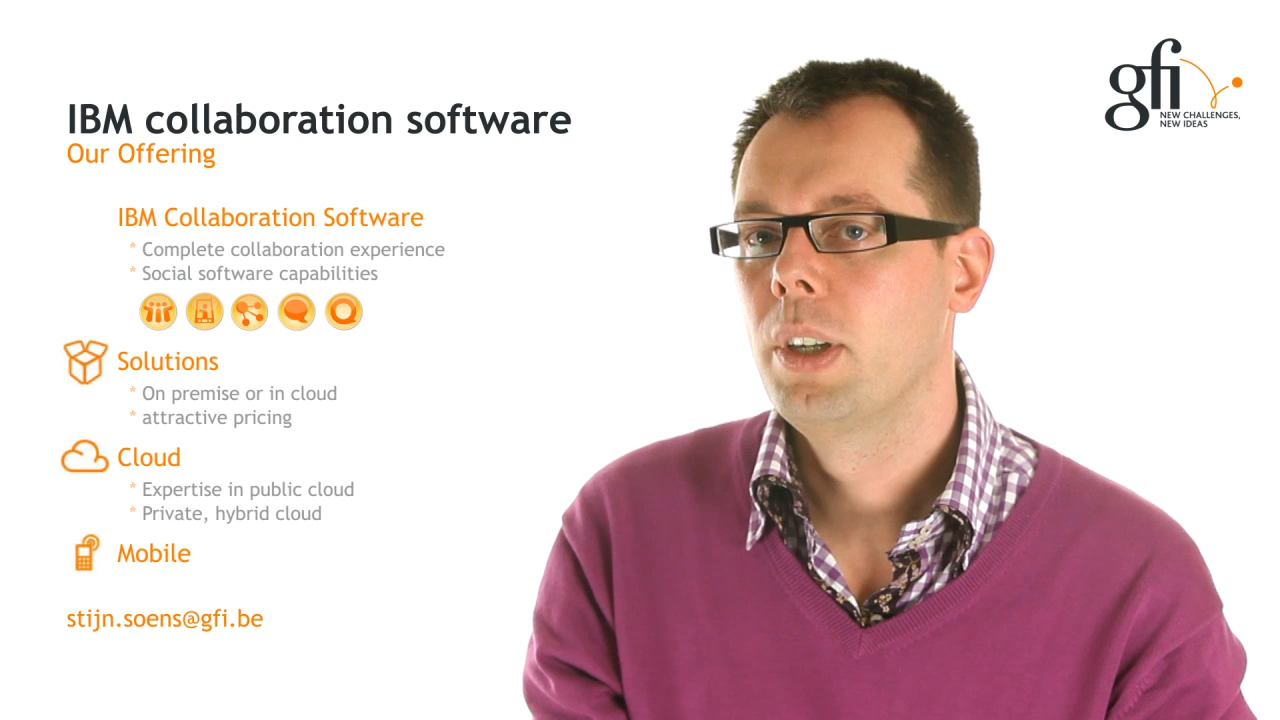 IBM collaboration software
Our Offering
IBM Collaboration Software
* Complete collaboration experience
* Social software capabilities
Solutions
* On premise or in cloud
* attractive pricing
Cloud
* Expertise in public cloud
* Private, hybrid cloud
Mobile
stijn.soens@gfi.be
gfi
NEW CHALLENGES,
NEW IDEAS